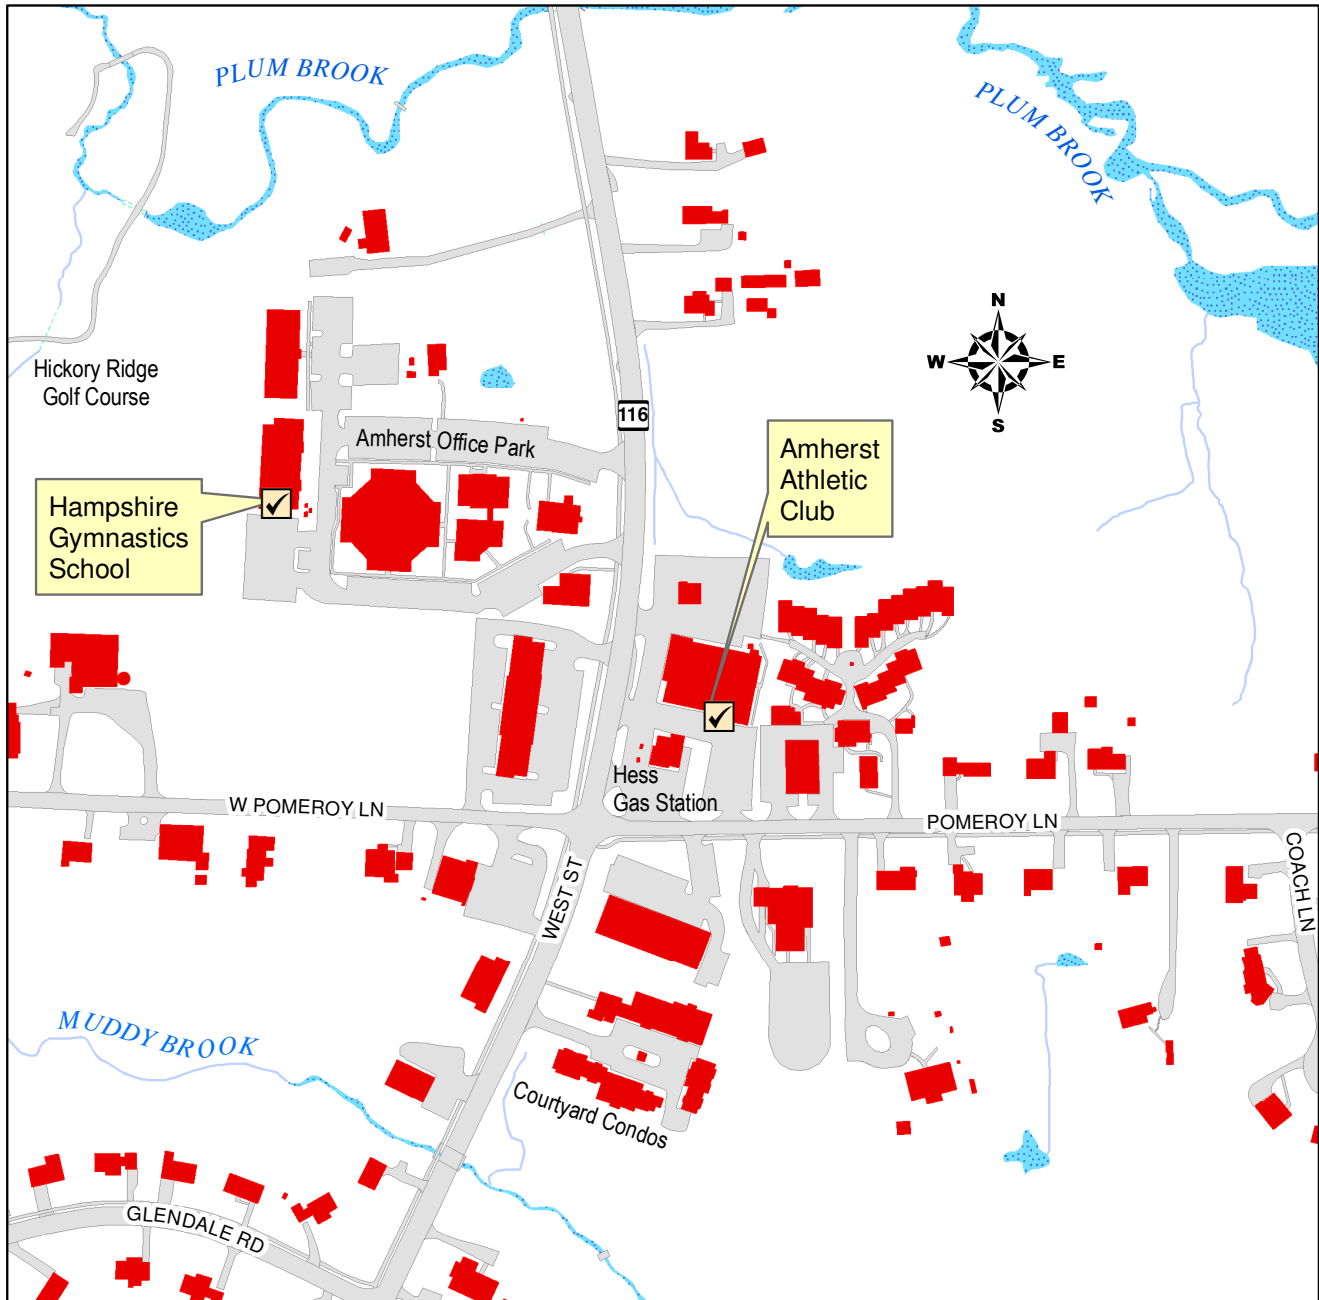 PLUM BROOK
PLUM BROOK
N
W
E
S
Hickory Ridge
Golf Course
116
Amherst Office Park
Amherst
Athletic
Club
Hampshire
Gymnastics
School
Hess
Gas Station
W POMEROY LN
POMEROY LN
COACH LN
WEST ST
MUDDY BROOK
Courtyard Condos
GLENDALE RD